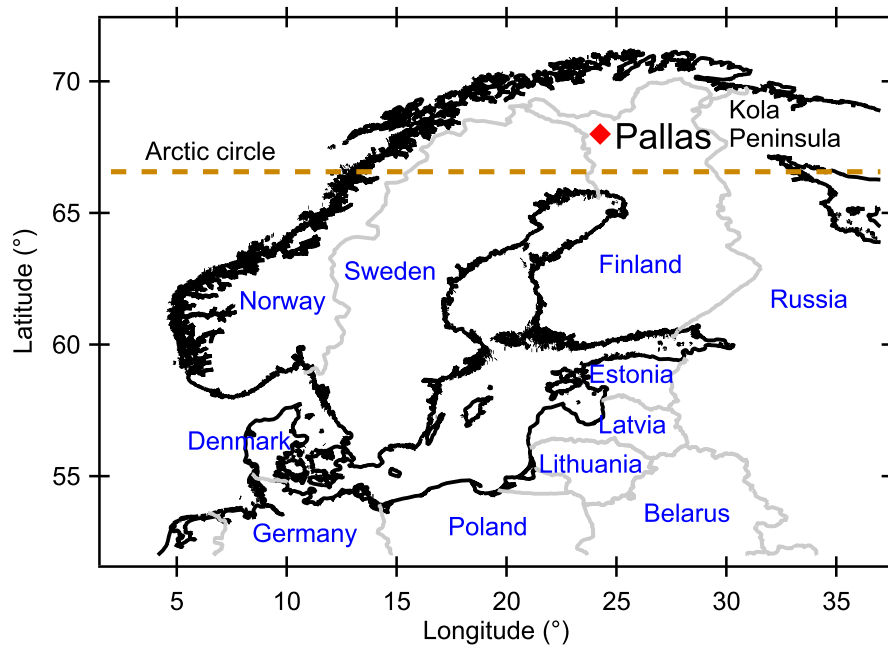 70
Kola
Pallas
Peninsula
Arctic circle
65
Sweden
Finland
Norway
Russia
Latitude (°)
60
Estonia
Latvia
Denmark
Lithuania
55
Belarus
Poland
Germany
5 10 15 20 25 30 35
Longitude (°)